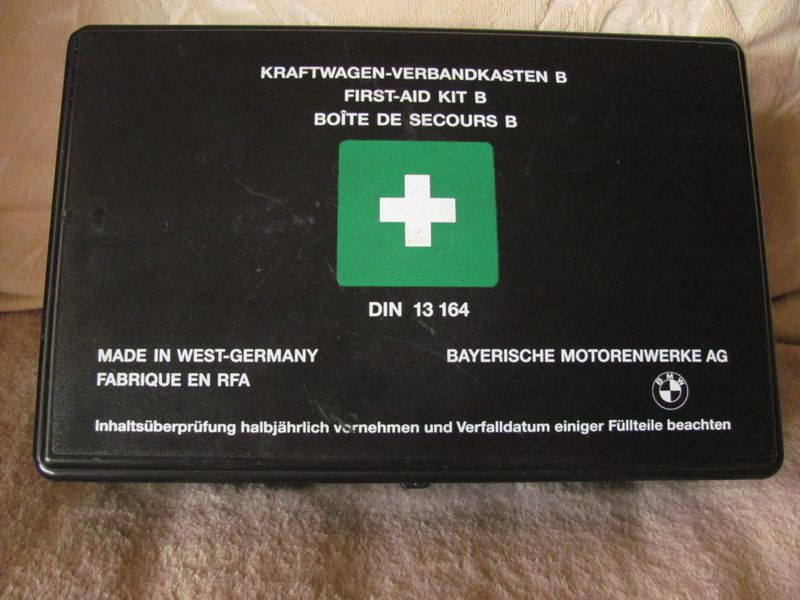 KRAFTWAGEN-VERBANDKASTEN B
FIRST-AID KIT B
BOÎTE DE SECOURS B
DIN 13 164
MADE IN WEST-GERMANY
FABRIQUE EN RFA
BAYERISCHE MOTORENWERKE AG
BMW
Inhaltsüberprüfung halbjährlich vornehmen und Verfalldatum einiger Füllteile beachten